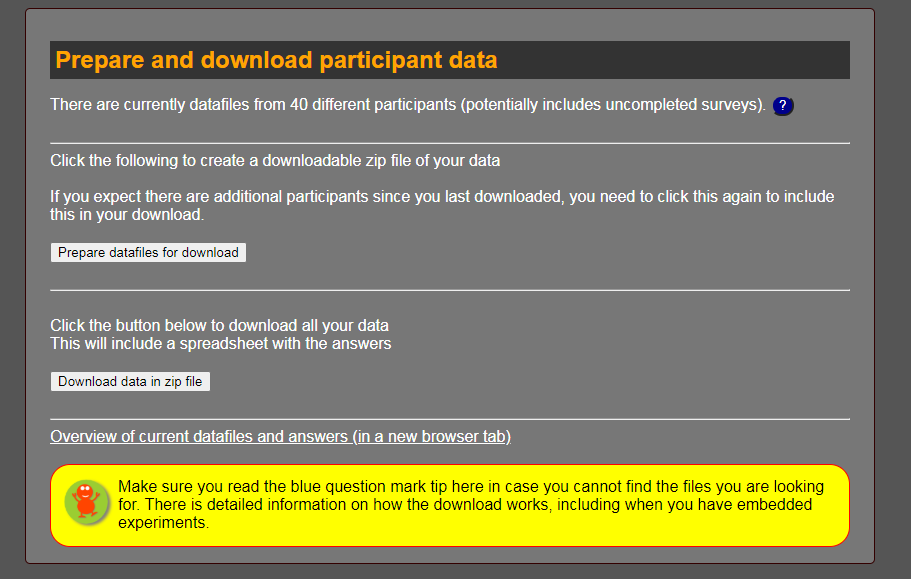 Prepare and download participant data
There are currently datafiles from 40 different participants (potentially includes uncompleted surveys). ?
Click the following to create a downloadable zip file of your data
If you expect there are additional participants since you last downloaded, you need to click this again to include
this in your download.
Prepare datafiles for download
Click the button below to download all your data
This will include a spreadsheet with the answers
Download data in zip file
Overview of current datafiles and answers (in a new browser tab)
Make sure you read the blue question mark tip here in case you cannot find the files you are looking
for. There is detailed information on how the download works, including when you have embedded
experiments.